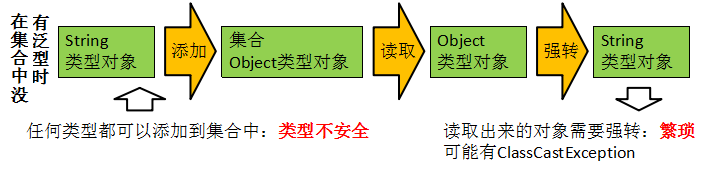 在集合中没
有泛型时
String
类型对象
添加
集合
Object类型对象
读取
Object
类型对象
强转
String
类型对象
任何类型都可以添加到集合中：类型不安全
读取出来的对象需要强转：繁琐
可能有ClassCastException